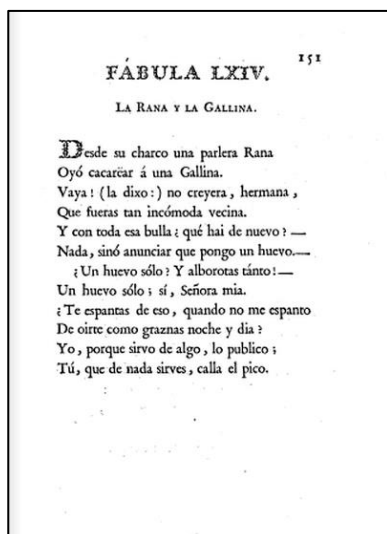 151
FÁBULA LXIV.
LA RANA Y LA GALLINA.
Desde su charco una parlera Rana
Oyó cacarëar á una Gallina.
Vaya! (la dixo:) no creyera, hermana,
Que fueras tan incómoda vecina.
Y con toda esa bulla ¿ qué hai de nuevo? —
Nada, sinó anunciar que pongo un huevo.—
¿Un huevo sólo? Y alborotas tánto! —
Un huevo sólo; sí, Señora mia.
¿Te espantas de eso, quando no me espanto
De oirte como graznas noche y dia?
Yo, porque sirvo de algo, lo publico;
Tú, que de nada sirves, calla el pico.